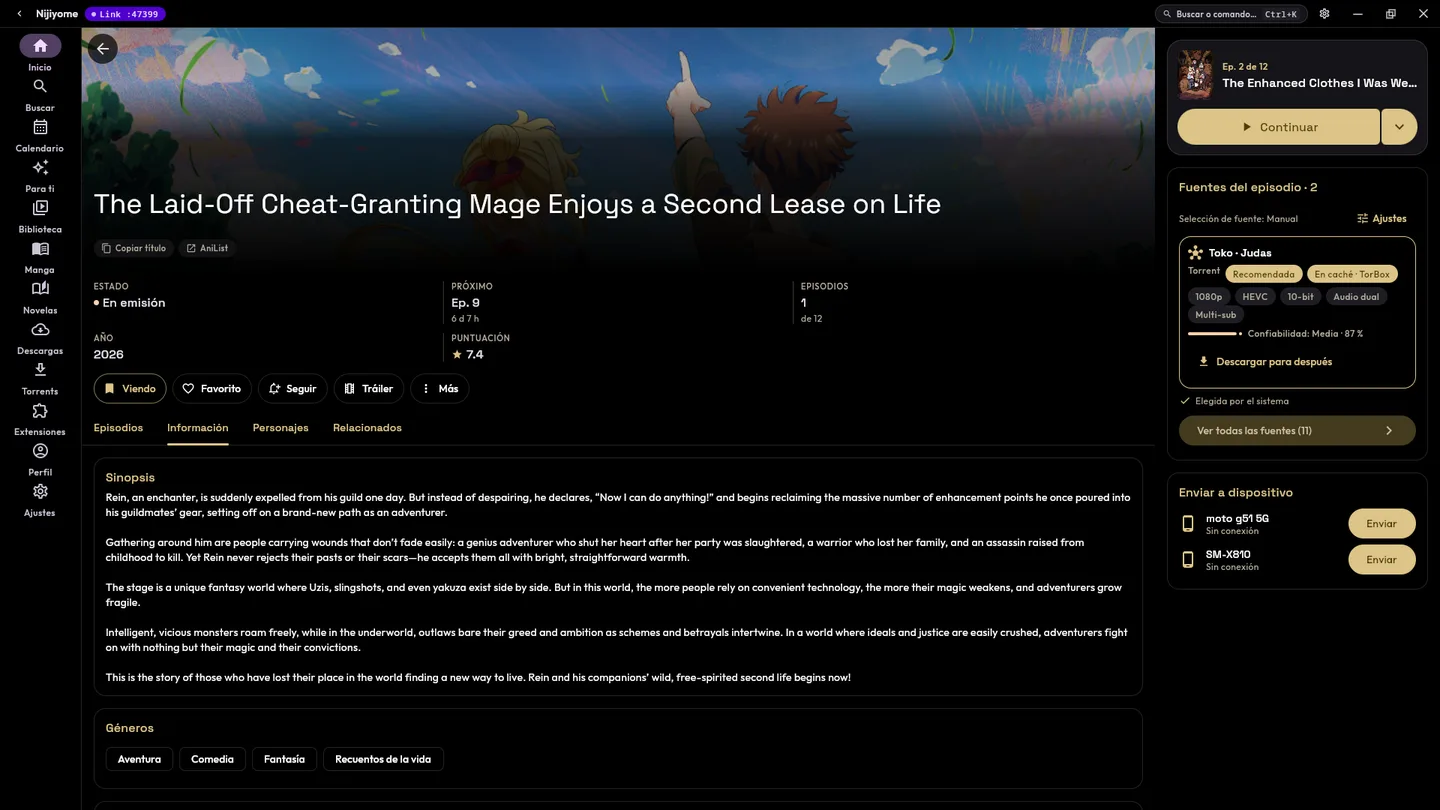 Nijiyome
Link :47399
Buscar o comando... Ctrl+K
Inicio
Buscar
Calendario
Para ti
Biblioteca
Manga
Novelas
Descargas
Torrents
Extensiones
Perfil
Ajustes
The Laid-Off Cheat-Granting Mage Enjoys a Second Lease on Life
Copiar título
AniList
ESTADO
En emisión
PRÓXIMO
Ep. 9
6 d 7 h
EPISODIOS
1
de 12
AÑO
2026
PUNTUACIÓN
7.4
Viendo
Favorito
Seguir
Tráiler
Más
Episodios
Información
Personajes
Relacionados
Sinopsis
Rein, an enchanter, is suddenly expelled from his guild one day. But instead of despairing, he declares, “Now I can do anything!” and begins reclaiming the massive number of enhancement points he once poured into
his guildmates’ gear, setting off on a brand-new path as an adventurer.
Gathering around him are people carrying wounds that don’t fade easily: a genius adventurer who shut her heart after her party was slaughtered, a warrior who lost her family, and an assassin raised from
childhood to kill. Yet Rein never rejects their pasts or their scars—he accepts them all with bright, straightforward warmth.
The stage is a unique fantasy world where Uzis, slingshots, and even yakuza exist side by side. But in this world, the more people rely on convenient technology, the more their magic weakens, and adventurers grow
fragile.
Intelligent, vicious monsters roam freely, while in the underworld, outlaws bare their greed and ambition as schemes and betrayals intertwine. In a world where ideals and justice are easily crushed, adventurers fight
on with nothing but their magic and their convictions.
This is the story of those who have lost their place in the world finding a new way to live. Rein and his companions’ wild, free-spirited second life begins now!
Géneros
Aventura
Comedia
Fantasía
Recuentos de la vida
Ep. 2 de 12
The Enhanced Clothes I Was We...
Continuar
Fuentes del episodio · 2
Selección de fuente: Manual
Ajustes
Toko · Judas
Torrent
Recomendada
En caché · TorBox
1080p
HEVC
10-bit
Audio dual
Multi-sub
Confiabilidad: Media · 87 %
Descargar para después
Elegida por el sistema
Ver todas las fuentes (11)
Enviar a dispositivo
moto g51 5G
Sin conexión
Enviar
SM-X810
Sin conexión
Enviar